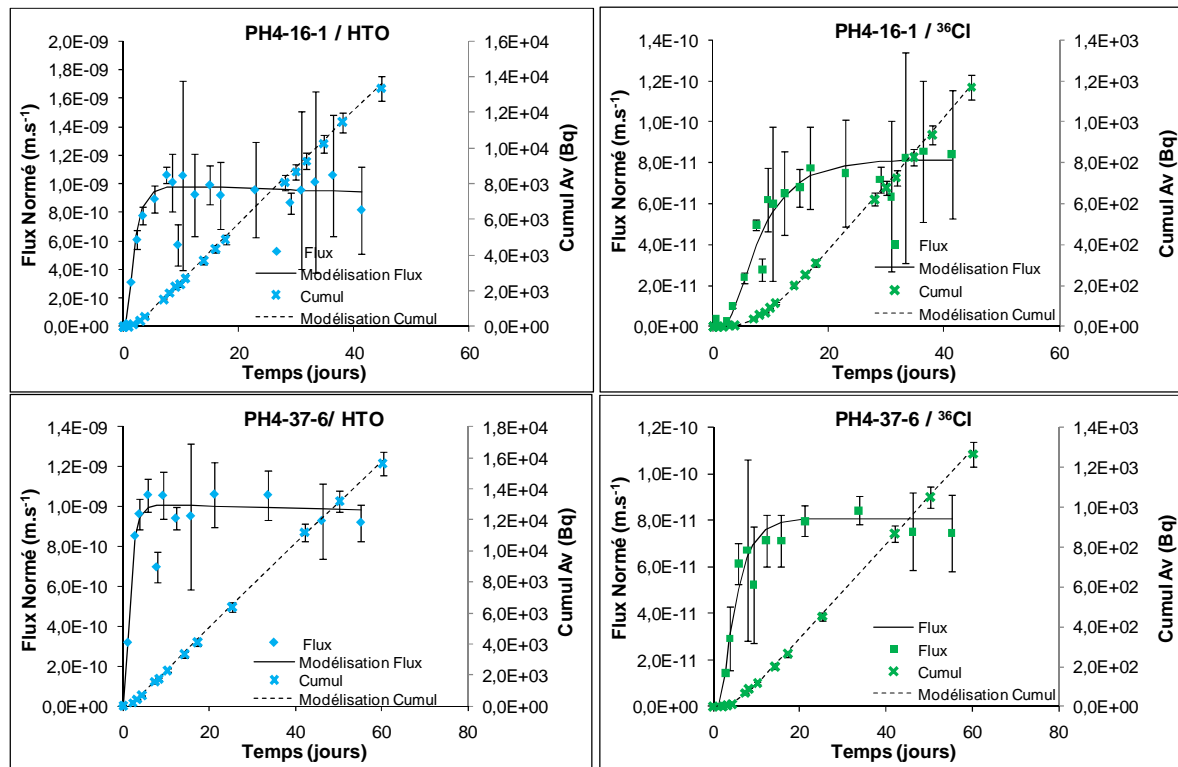 PH4-16-1 / HTO
Flux Normé (m.s⁻¹)
2,0E-09
1,8E-09
1,6E-09
1,4E-09
1,2E-09
1,0E-09
8,0E-10
6,0E-10
4,0E-10
2,0E-10
0,0E+00
1,6E+04
1,4E+04
1,2E+04
1,0E+04
8,0E+03
6,0E+03
4,0E+03
2,0E+03
0,0E+00
Cumul Av (Bq)
Flux
Modélisation Flux
Cumul
Modélisation Cumul
0 20 40 60
Temps (jours)
PH4-16-1 / ³⁶Cl
Flux Normé (m.s⁻¹)
1,4E-10
1,2E-10
1,0E-10
8,0E-11
6,0E-11
4,0E-11
2,0E-11
0,0E+00
1,4E+03
1,2E+03
1,0E+03
8,0E+02
6,0E+02
4,0E+02
2,0E+02
0,0E+00
Cumul Av (Bq)
Flux
Modélisation Flux
Cumul
Modélisation Cumul
0 20 40 60
Temps (jours)
PH4-37-6/ HTO
Flux Normé (m.s⁻¹)
1,4E-09
1,2E-09
1,0E-09
8,0E-10
6,0E-10
4,0E-10
2,0E-10
0,0E+00
1,8E+04
1,6E+04
1,4E+04
1,2E+04
1,0E+04
8,0E+03
6,0E+03
4,0E+03
2,0E+03
0,0E+00
Cumul Av (Bq)
Flux
Modélisation Flux
Cumul
Modélisation Cumul
0 20 40 60 80
Temps (jours)
PH4-37-6 / ³⁶Cl
Flux Normé (m.s⁻¹)
1,2E-10
1,0E-10
8,0E-11
6,0E-11
4,0E-11
2,0E-11
0,0E+00
1,4E+03
1,2E+03
1,0E+03
8,0E+02
6,0E+02
4,0E+02
2,0E+02
0,0E+00
Cumul Av (Bq)
Flux
Flux
Cumul
Modélisation Cumul
0 20 40 60 80
Temps (jours)